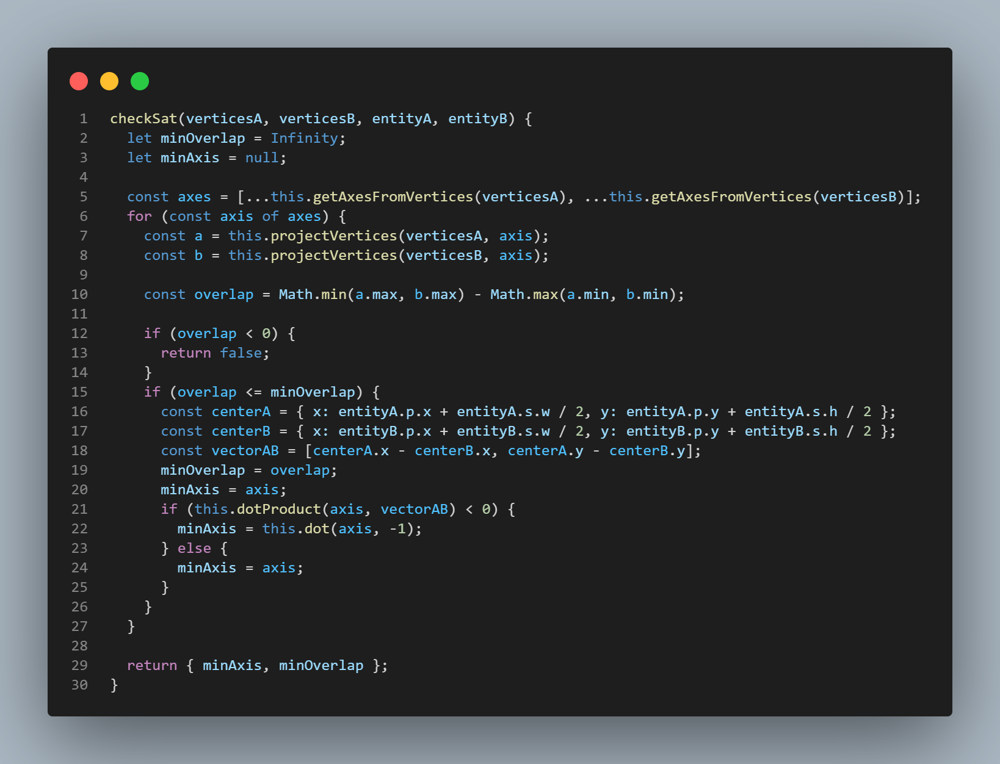 1 checkSat(verticesA, verticesB, entityA, entityB) {
2   let minOverlap = Infinity;
3   let minAxis = null;
4
5   const axes = [...this.getAxesFromVertices(verticesA), ...this.getAxesFromVertices(verticesB)];
6   for (const axis of axes) {
7     const a = this.projectVertices(verticesA, axis);
8     const b = this.projectVertices(verticesB, axis);
9
10     const overlap = Math.min(a.max, b.max) - Math.max(a.min, b.min);
11
12     if (overlap < 0) {
13       return false;
14     }
15     if (overlap <= minOverlap) {
16       const centerA = { x: entityA.p.x + entityA.s.w / 2, y: entityA.p.y + entityA.s.h / 2 };
17       const centerB = { x: entityB.p.x + entityB.s.w / 2, y: entityB.p.y + entityB.s.h / 2 };
18       const vectorAB = [centerA.x - centerB.x, centerA.y - centerB.y];
19       minOverlap = overlap;
20       minAxis = axis;
21       if (this.dotProduct(axis, vectorAB) < 0) {
22         minAxis = this.dot(axis, -1);
23       } else {
24         minAxis = axis;
25       }
26     }
27   }
28
29   return { minAxis, minOverlap };
30 }